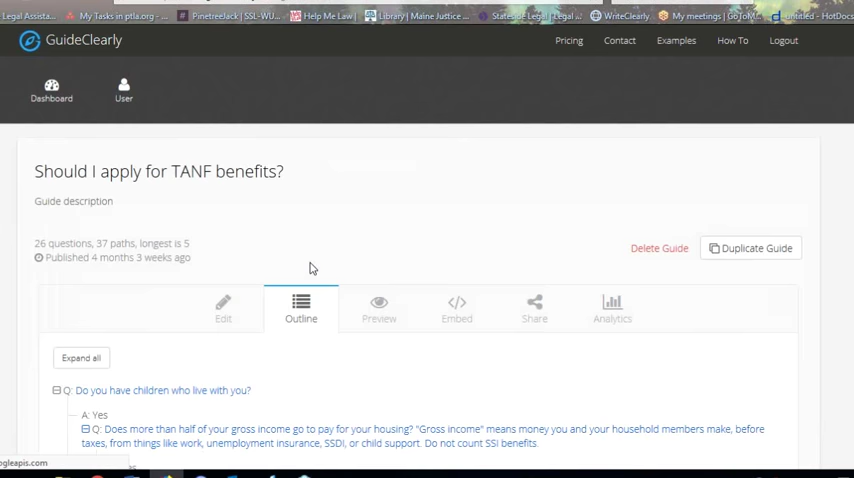 Legal Assista... My Tasks in ptla.org - ... PinetreeJack | SSL-WU... Help Me Law | Library | Maine Justice ... Stateside Legal | Legal ... WriteClearly My meetings | GoToM... untitled - HotDocs
GuideClearly Pricing Contact Examples How To Logout
Dashboard User
Should I apply for TANF benefits?
Guide description
26 questions, 37 paths, longest is 5
Delete Guide Duplicate Guide
Published 4 months 3 weeks ago
Edit Outline Preview Embed Share Analytics
Expand all
Q: Do you have children who live with you?
A: Yes
Q: Does more than half of your gross income go to pay for your housing? "Gross income" means money you and your household members make, before
taxes, from things like work, unemployment insurance, SSDI, or child support. Do not count SSI benefits.
ogleapis.com